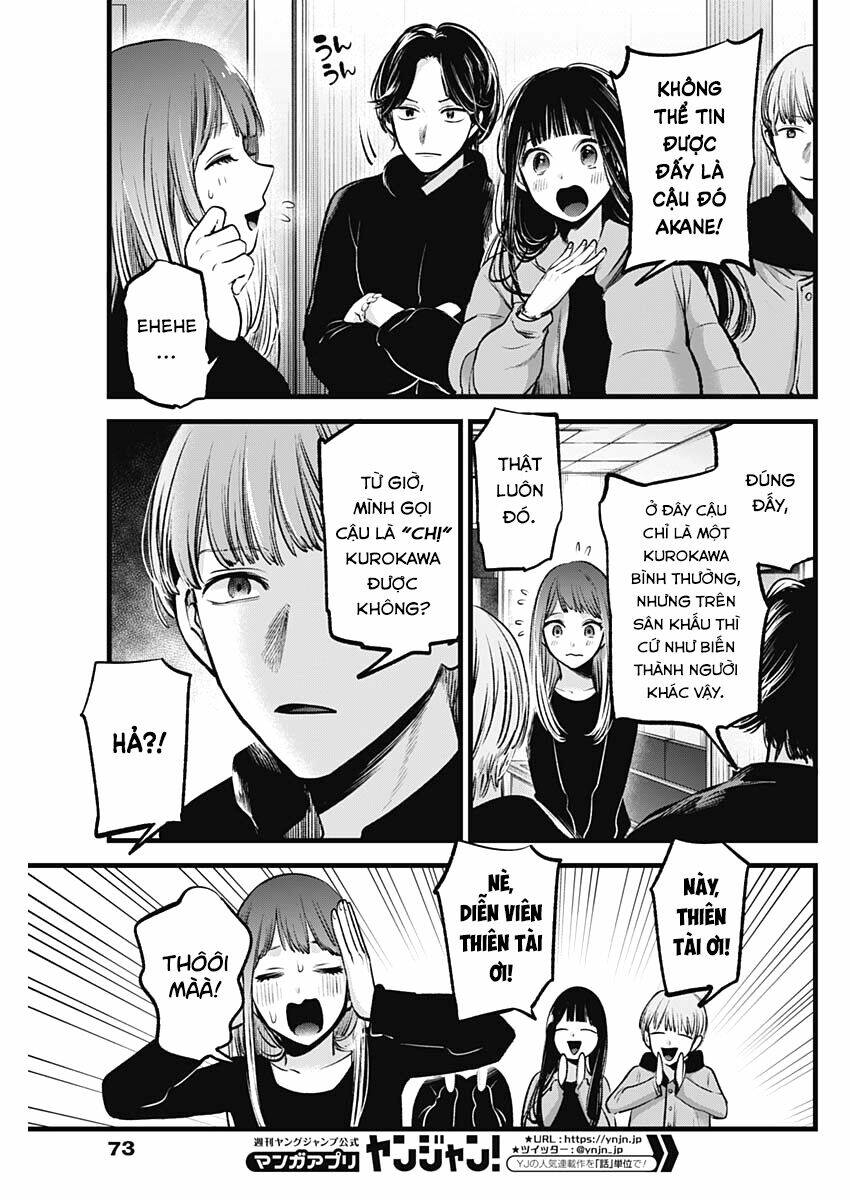 KHÔNG
THỂ TIN
ĐƯỢC
ĐẤY LÀ
CẬU ĐÓ
AKANE!
うん
うん
EHEHE
...
ĐÚNG
ĐẤY,
Ở ĐÂY CẬU
CHỈ LÀ MỘT
KUROKAWA
BÌNH THƯỜNG,
NHƯNG TRÊN
SÂN KHẤU THÌ
CỨ NHƯ BIẾN
THÀNH NGƯỜI
KHÁC VẬY.
THẬT
LUÔN
ĐÓ.
TỪ GIỜ,
MÌNH GỌI
CẬU LÀ “CHỊ”
KUROKAWA
ĐƯỢC
KHÔNG?
HẢ?!
NÀY,
THIÊN
TÀI ƠI!
NÈ,
DIỄN VIÊN
THIÊN TÀI
ƠI!
THÔÔI
MÀÀ!
73
週刊ヤングジャンプ公式
マンガアプリ
ヤンジャン!
★URL:https://ynjn.jp
★ツイッター:@ynjn_jp
YJの人気連載作を「話」単位で!